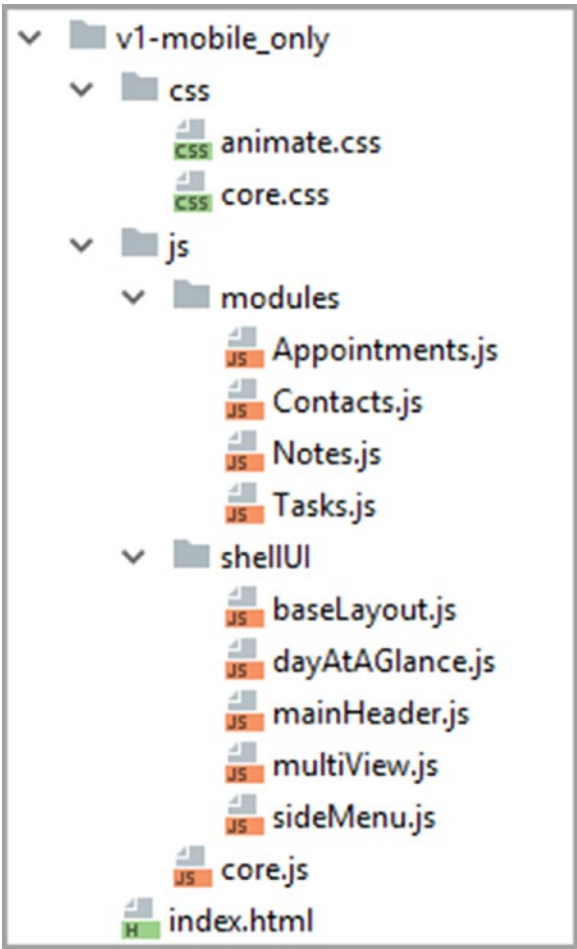 v1-mobile_only
css
CSS animate.css
CSS core.css
js
modules
JS Appointments.js
JS Contacts.js
JS Notes.js
JS Tasks.js
shellUI
JS baseLayout.js
JS dayAtAGlance.js
JS mainHeader.js
JS multiView.js
JS sideMenu.js
JS core.js
H index.html